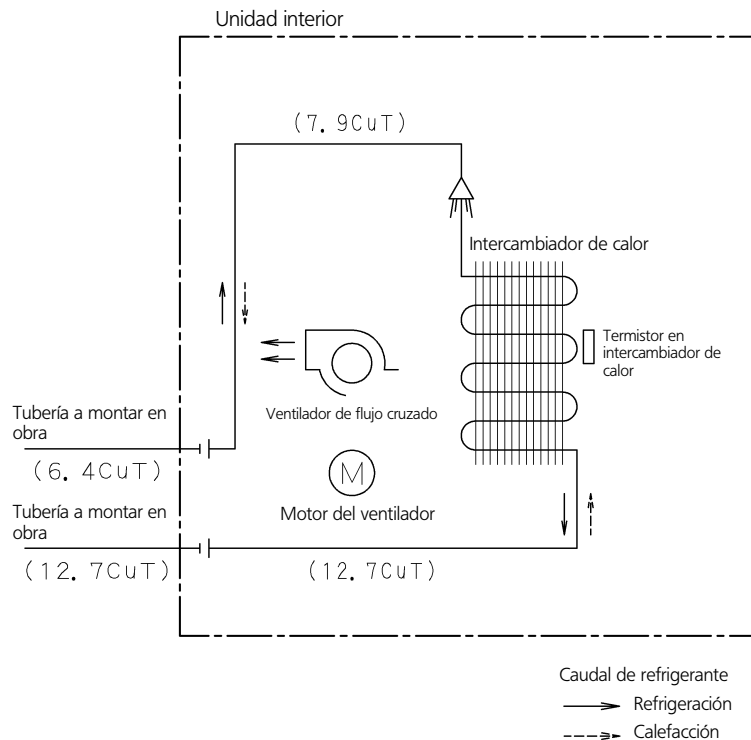 Unidad interior
(7.9CuT)
Intercambiador de calor
Termistor en
intercambiador de
calor
Ventilador de flujo cruzado
Tubería a montar en
obra
(6.4CuT)
M
Motor del ventilador
Tubería a montar en
obra
(12.7CuT)
(12.7CuT)
Caudal de refrigerante
Refrigeración
Calefacción